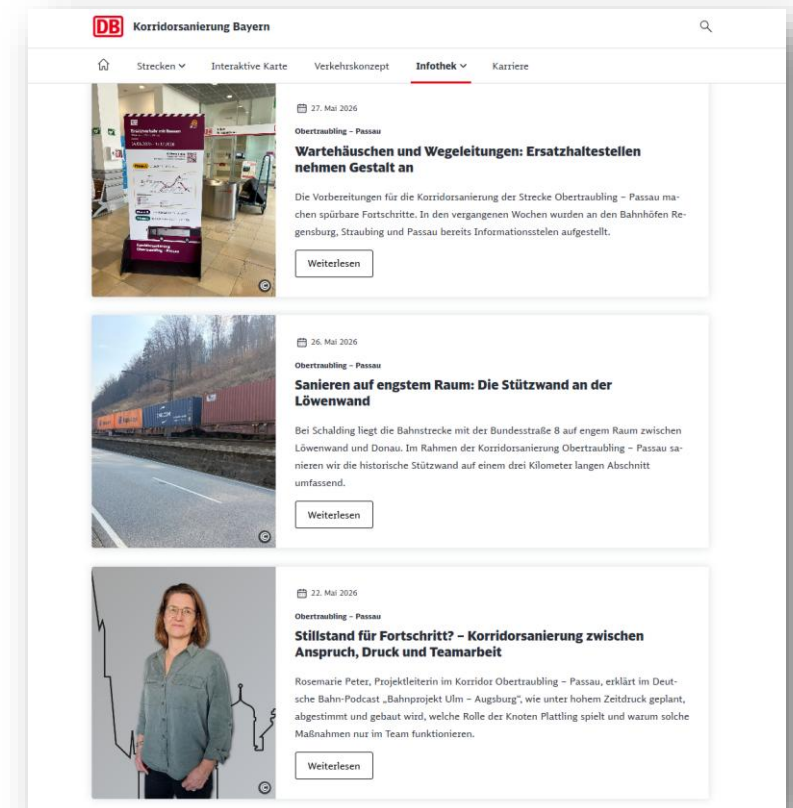 DB Korridorsanierung Bayern
Strecken Interaktive Karte Verkehrskonzept Infothek Karriere
27. Mai 2026
Obertraubling – Passau
Wartehäuschen und Wegeleitungen: Ersatzhaltestellen
nehmen Gestalt an
Die Vorbereitungen für die Korridorsanierung der Strecke Obertraubling – Passau ma-
chen spürbare Fortschritte. In den vergangenen Wochen wurden an den Bahnhöfen Re-
gensburg, Straubing und Passau bereits Informationsstelen aufgestellt.
Weiterlesen
26. Mai 2026
Obertraubling – Passau
Sanieren auf engstem Raum: Die Stützwand an der
Löwenwand
Bei Schalding liegt die Bahnstrecke mit der Bundesstraße 8 auf engem Raum zwischen
Löwenwand und Donau. Im Rahmen der Korridorsanierung Obertraubling – Passau sa-
nieren wir die historische Stützwand auf einem drei Kilometer langen Abschnitt
umfassend.
Weiterlesen
22. Mai 2026
Obertraubling – Passau
Stillstand für Fortschritt? – Korridorsanierung zwischen
Anspruch, Druck und Teamarbeit
Rosemarie Peter, Projektleiterin im Korridor Obertraubling – Passau, erklärt im Deut-
sche Bahn-Podcast „Bahnprojekt Ulm – Augsburg“, wie unter hohem Zeitdruck geplant,
abgestimmt und gebaut wird, welche Rolle der Knoten Plattling spielt und warum solche
Maßnahmen nur im Team funktionieren.
Weiterlesen